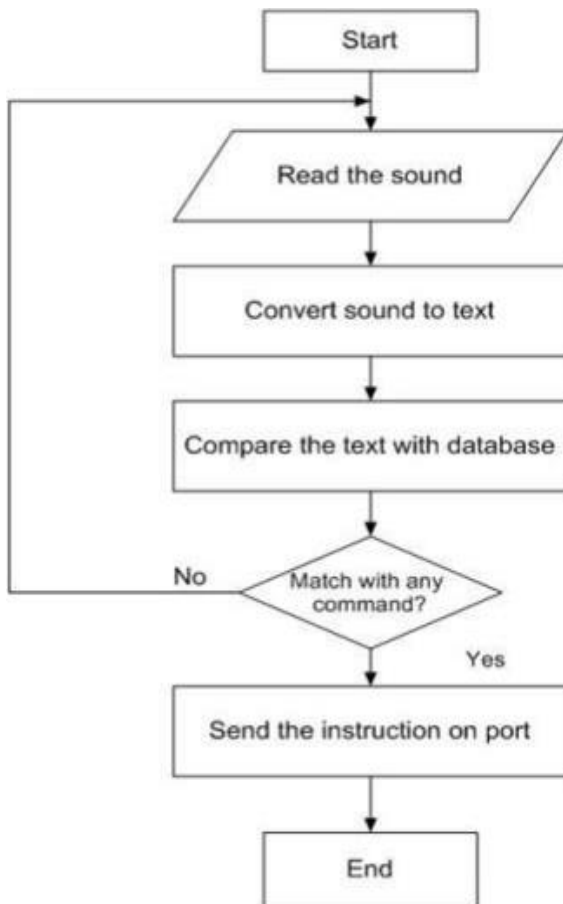 Start
Read the sound
Convert sound to text
Compare the text with database
No
Match with any
command?
Yes
Send the instruction on port
End